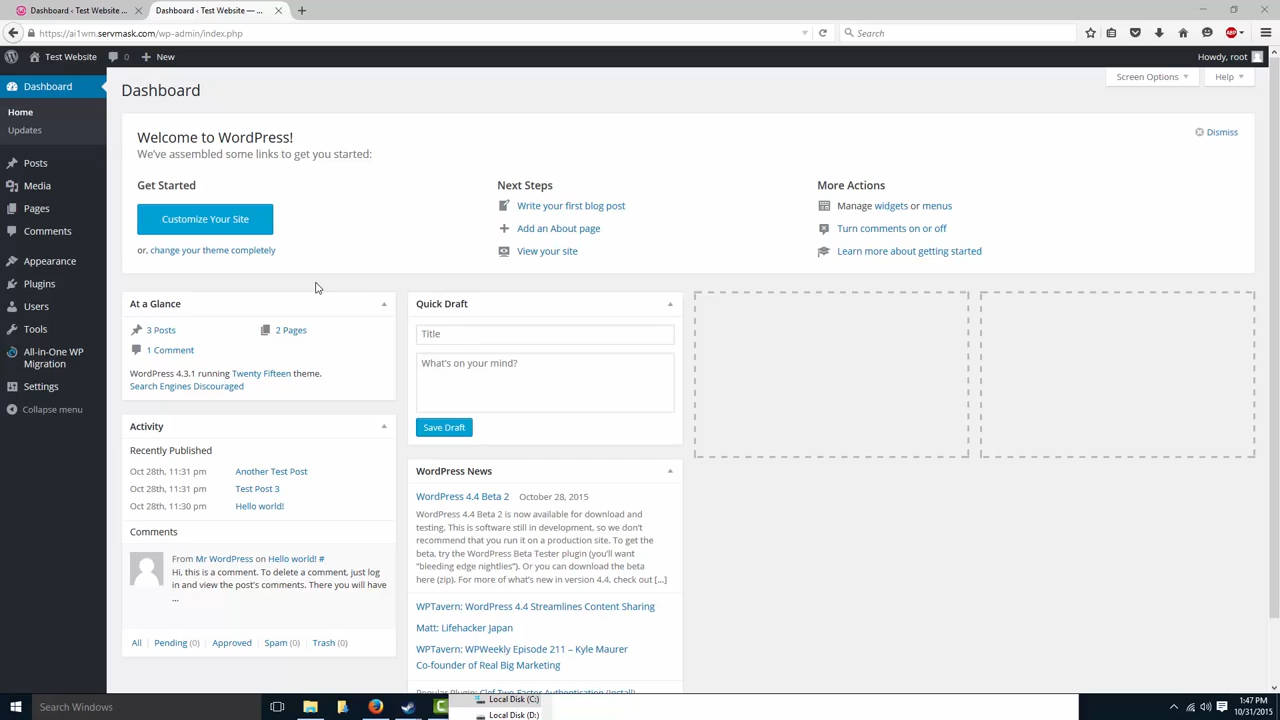 Dashboard ‹ Test Website ...
Dashboard ‹ Test Website — ...
https://ai1wm.servmask.com/wp-admin/index.php
Search
ABP
Test Website
0
New
Howdy, root
Dashboard
Home
Updates
Posts
Media
Pages
Comments
Appearance
Plugins
Users
Tools
All-in-One WP
Migration
Settings
Collapse menu
Screen Options
Help
Dashboard
Welcome to WordPress!
We've assembled some links to get you started:
Dismiss
Get Started
Customize Your Site
or, change your theme completely
Next Steps
Write your first blog post
Add an About page
View your site
More Actions
Manage widgets or menus
Turn comments on or off
Learn more about getting started
At a Glance
3 Posts
2 Pages
1 Comment
WordPress 4.3.1 running Twenty Fifteen theme.
Search Engines Discouraged
Activity
Recently Published
Oct 28th, 11:31 pm Another Test Post
Oct 28th, 11:31 pm Test Post 3
Oct 28th, 11:30 pm Hello world!
Comments
From Mr WordPress on Hello world! #
Hi, this is a comment. To delete a comment, just log
in and view the post's comments. There you will have
...
All | Pending (0) | Approved | Spam (0) | Trash (0)
Quick Draft
Title
What's on your mind?
Save Draft
WordPress News
WordPress 4.4 Beta 2 October 28, 2015
WordPress 4.4 Beta 2 is now available for download and
testing. This is software still in development, so we don't
recommend that you run it on a production site. To get the
beta, try the WordPress Beta Tester plugin (you'll want
"bleeding edge nightlies"). Or you can download the beta
here (zip). For more of what's new in version 4.4, check out [...]
WPTavern: WordPress 4.4 Streamlines Content Sharing
Matt: Lifehacker Japan
WPTavern: WPWeekly Episode 211 – Kyle Maurer
Co-founder of Real Big Marketing
Popular Plugin: Clef Two-Factor Authentication (Install)
Local Disk (C:)
Local Disk (D:)
Search Windows
1:47 PM
10/31/2015